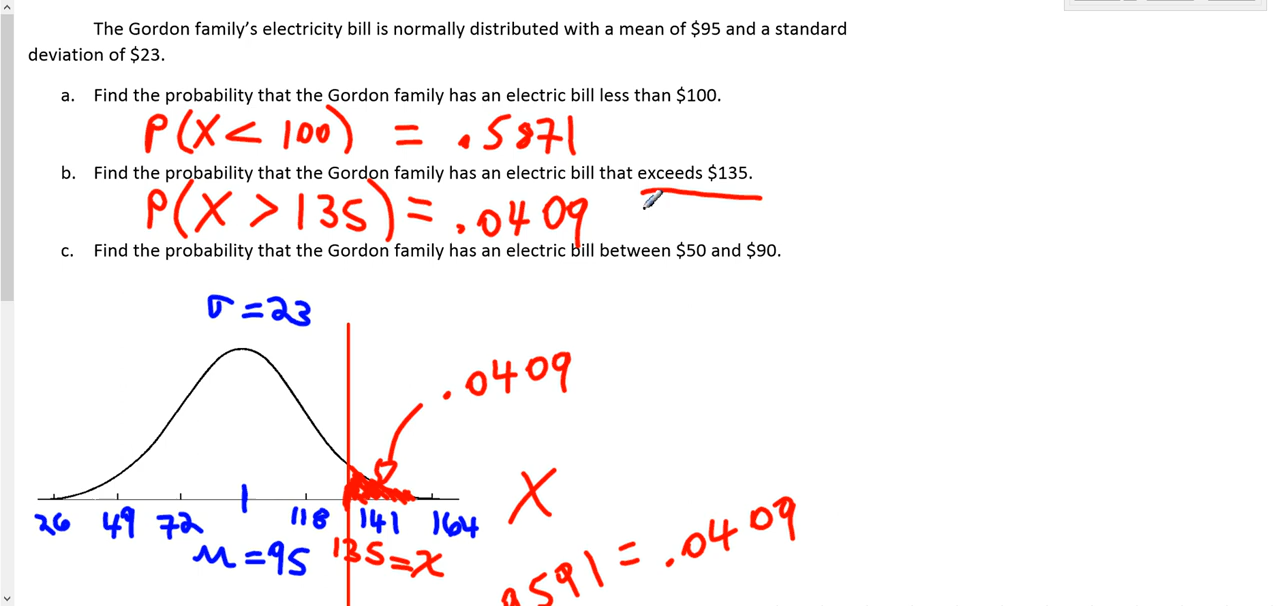 The Gordon family's electricity bill is normally distributed with a mean of $95 and a standard
deviation of $23.
a. Find the probability that the Gordon family has an electric bill less than $100.
P(X < 100) = .5871
b. Find the probability that the Gordon family has an electric bill that exceeds $135.
P(X > 135) = .0409
c. Find the probability that the Gordon family has an electric bill between $50 and $90.
σ = 23
.0409
X
26 49 72 118 141 164
μ = 95 135 = X
9591 = .0409